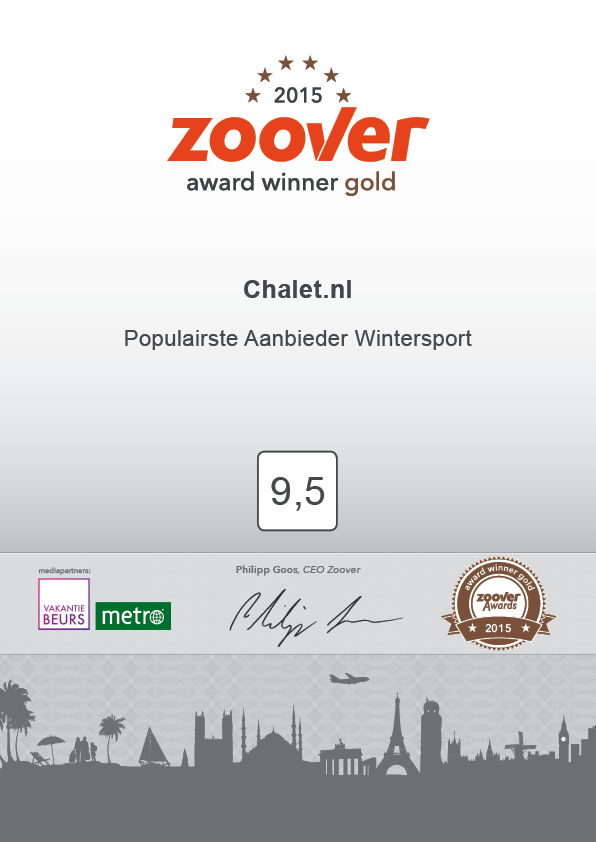 2015
zoover
award winner gold
Chalet.nl
Populairste Aanbieder Wintersport
9,5
mediapartners:
VAKANTIE
BEURS
metro
Philipp Goos, CEO Zoover
award winner gold
zoover
Awards
2015